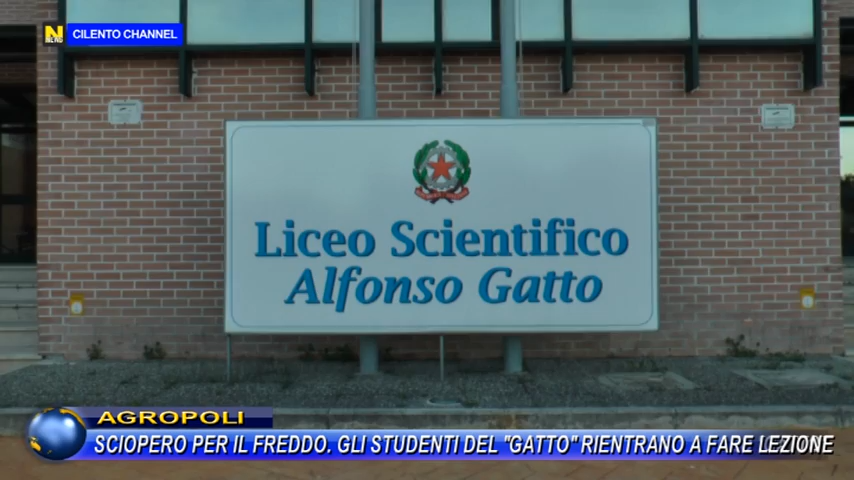 CILENTO CHANNEL
Liceo Scientifico
Alfonso Gatto
AGROPOLI
SCIOPERO PER IL FREDDO. GLI STUDENTI DEL "GATTO" RIENTRANO A FARE LEZIONE